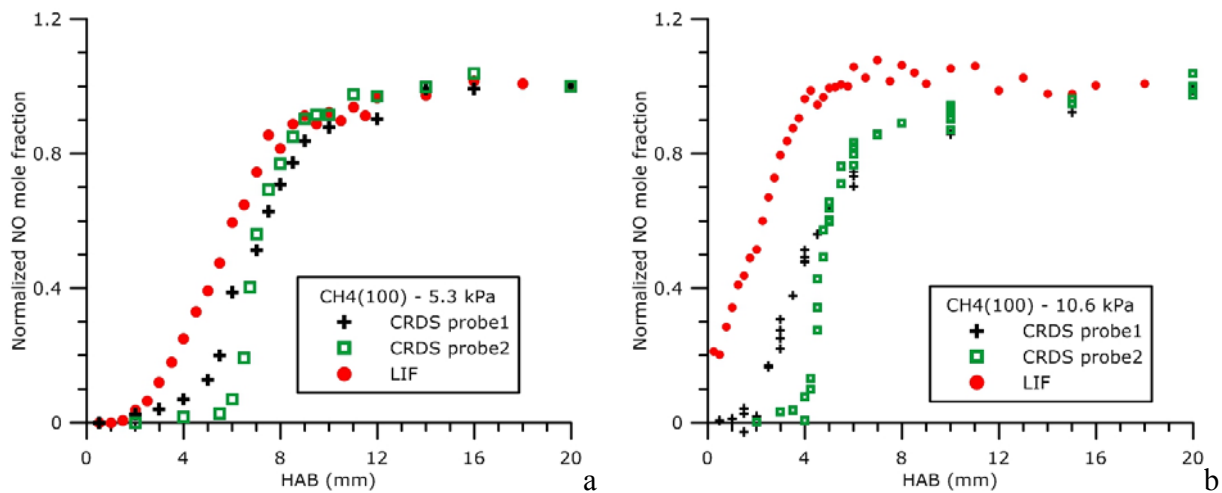 1.2
0.8
0.4
0
Normalized NO mole fraction
CH4(100) - 5.3 kPa
CRDS probe1
CRDS probe2
LIF
0 4 8 12 16 20
HAB (mm)
a
1.2
0.8
0.4
0
Normalized NO mole fraction
CH4(100) - 10.6 kPa
CRDS probe1
CRDS probe2
LIF
0 4 8 12 16 20
HAB (mm)
b